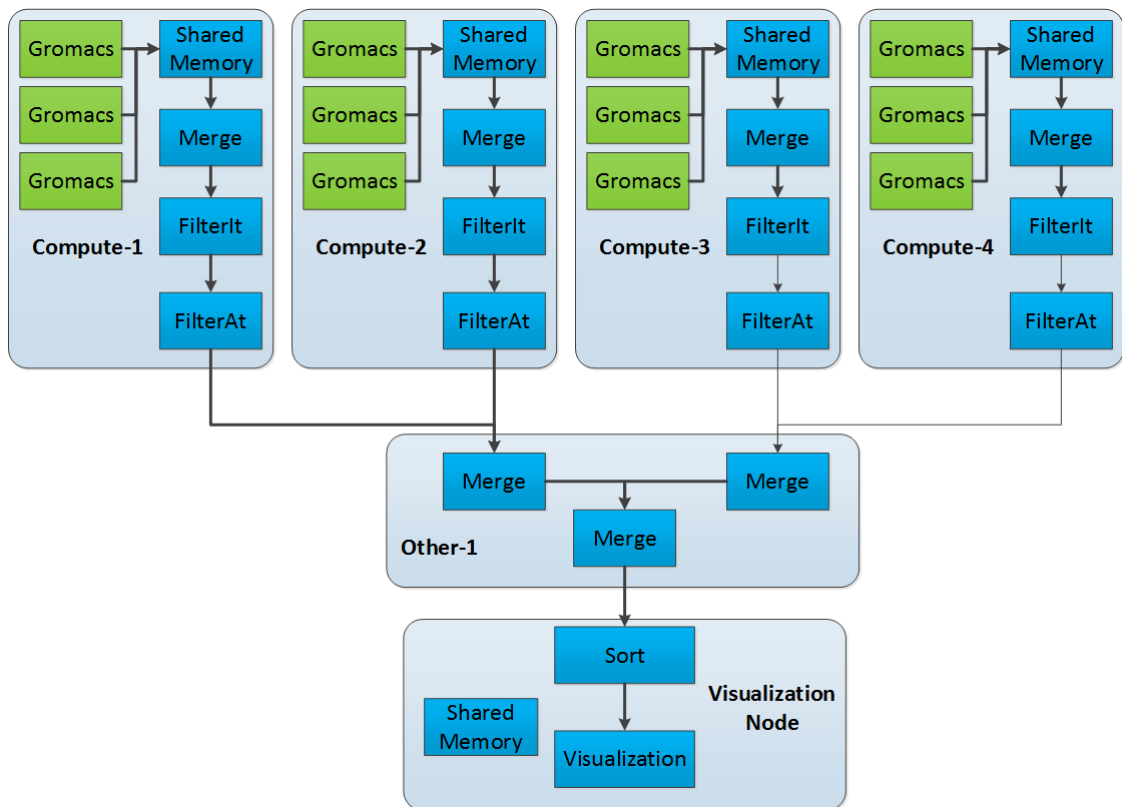 Gromacs
Shared
Memory
Gromacs
Merge
Gromacs
FilterIt
Compute-1
FilterAt
Gromacs
Shared
Memory
Gromacs
Merge
Gromacs
FilterIt
Compute-2
FilterAt
Gromacs
Shared
Memory
Gromacs
Merge
Gromacs
FilterIt
Compute-3
FilterAt
Gromacs
Shared
Memory
Gromacs
Merge
Gromacs
FilterIt
Compute-4
FilterAt
Merge
Merge
Merge
Other-1
Sort
Visualization
Node
Shared
Memory
Visualization